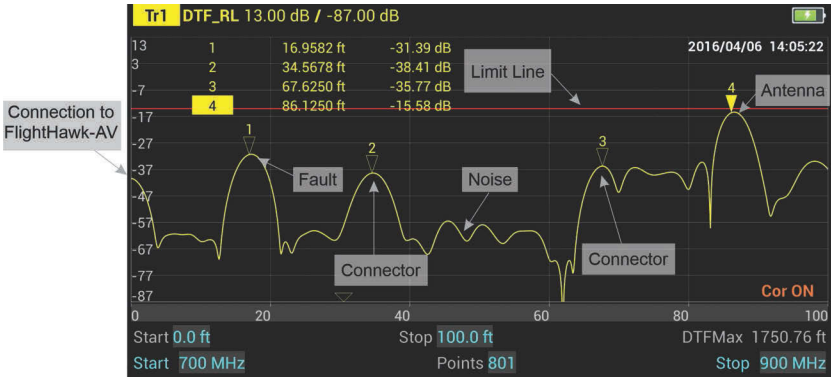 Tr1 DTF_RL 13.00 dB / -87.00 dB
2016/04/06 14:05:22
1 16.9582 ft -31.39 dB
2 34.5678 ft -38.41 dB
3 67.6250 ft -35.77 dB
4 86.1250 ft -15.58 dB
13
3
-7
-17
-27
-37
-47
-57
-67
-77
-87
Limit Line
4
Antenna
Connection to
FlightHawk-AV
1
2
3
Fault
Noise
Connector
Connector
Cor ON
0 20 40 60 80 100
Start 0.0 ft Stop 100.0 ft DTFMax 1750.76 ft
Start 700 MHz Points 801 Stop 900 MHz